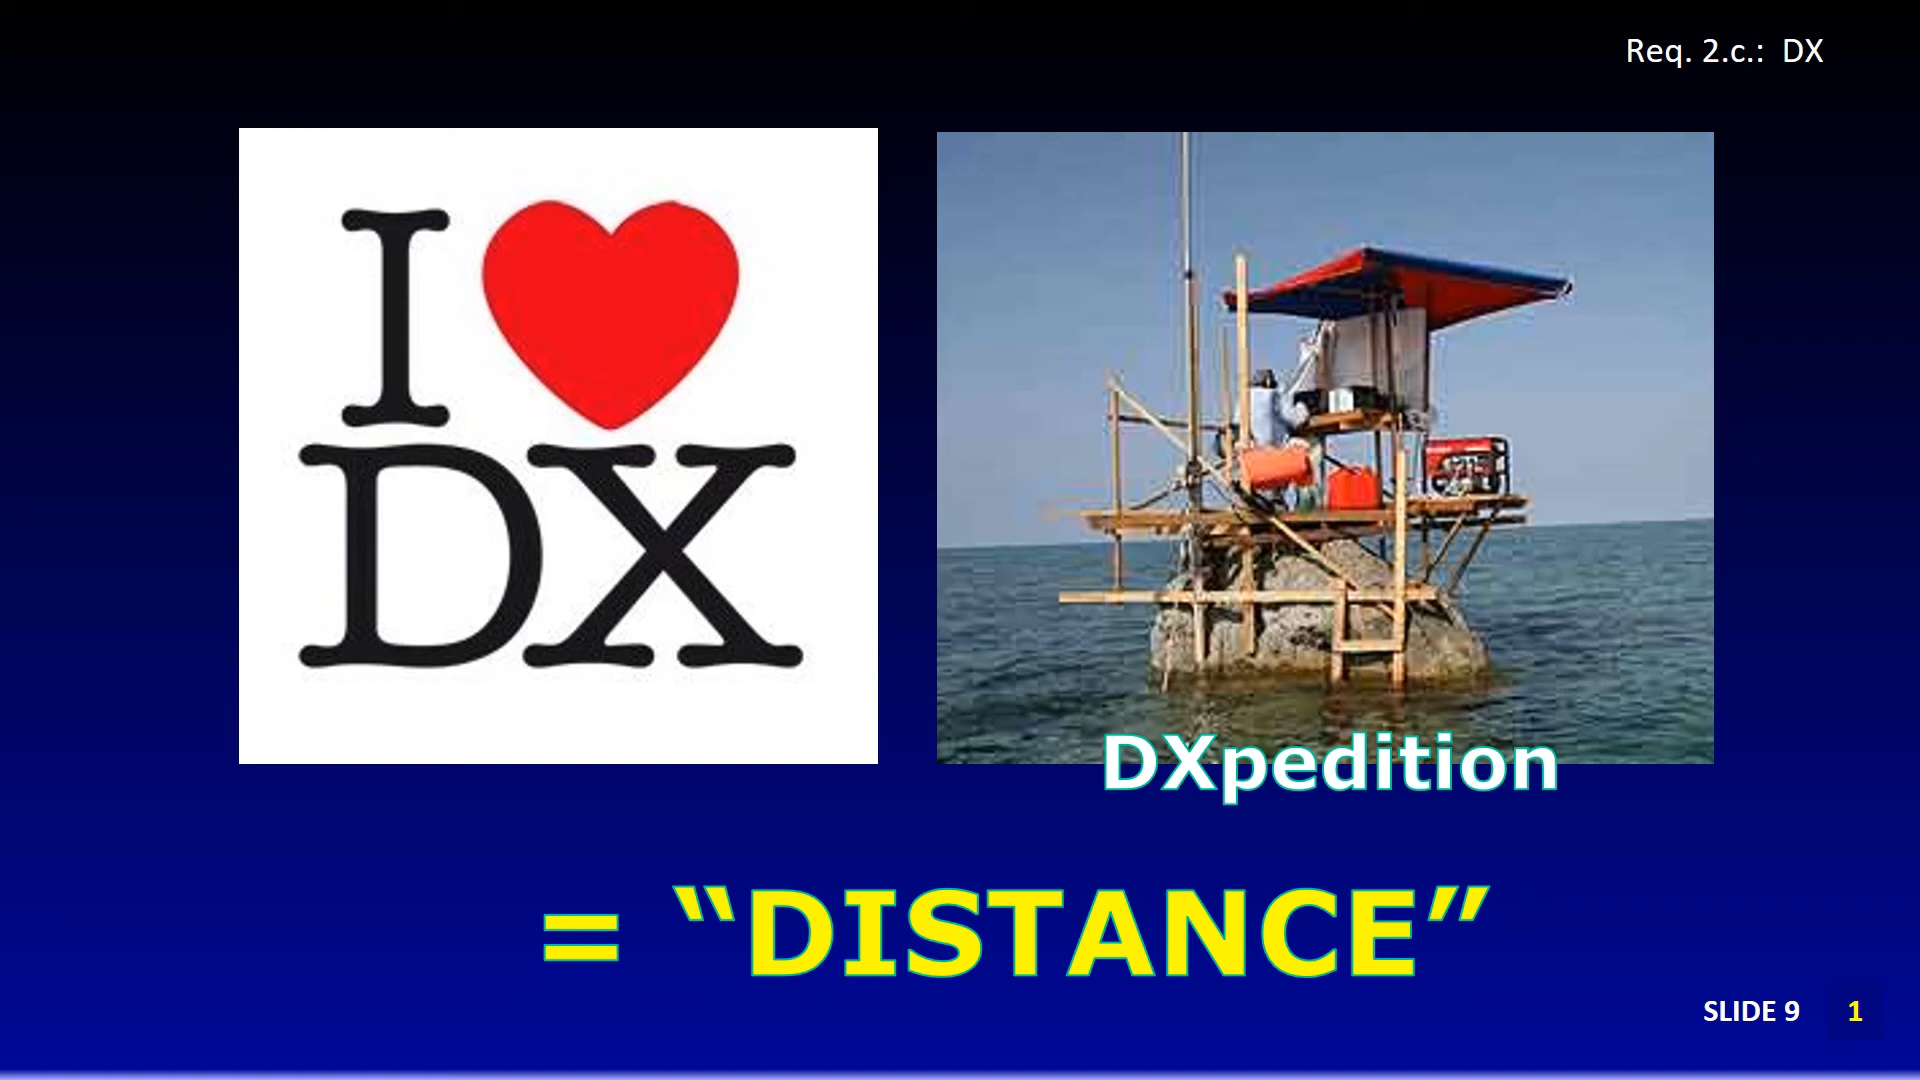 Req. 2.c.:  DX
I
DX
DXpedition
= “DISTANCE”
SLIDE 9 1